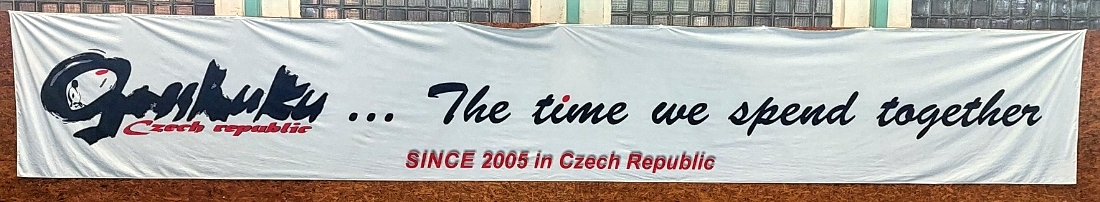 Gasshuku ... The time we spend together
Czech republic
SINCE 2005 in Czech Republic